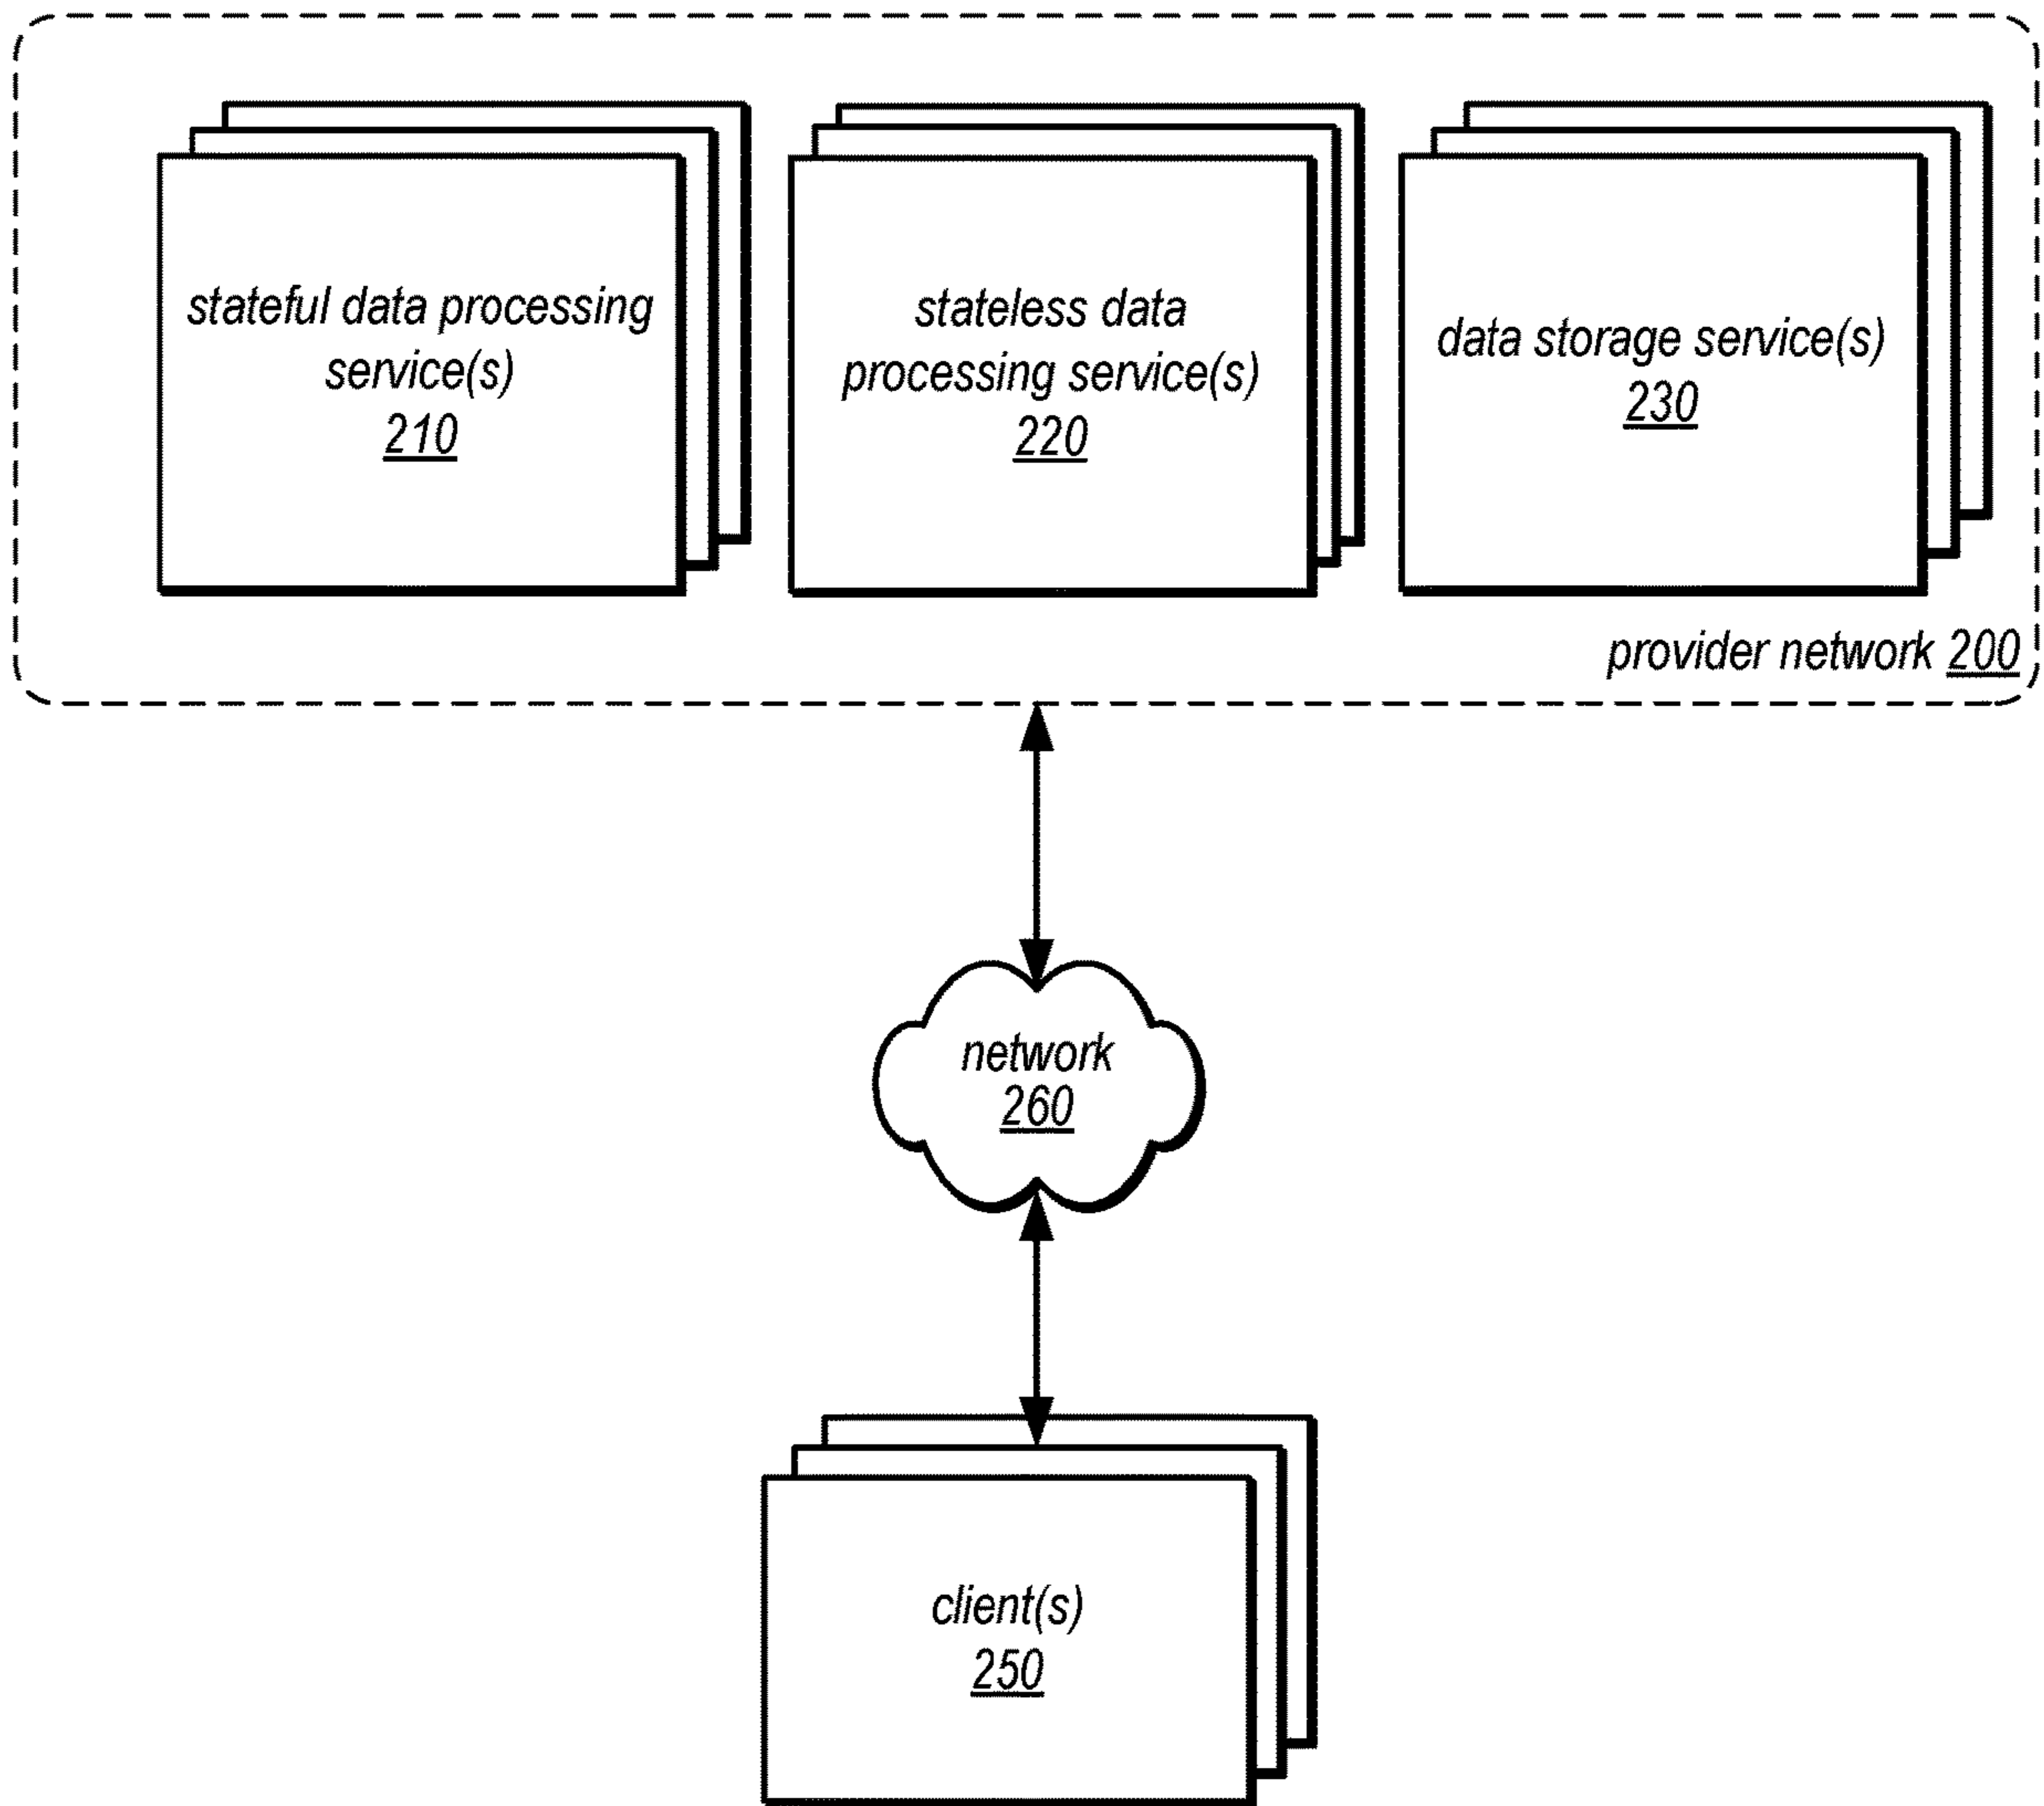 stateful data processing
service(s)
210
stateless data
processing service(s)
220
data storage service(s)
230
provider network 200
network
260
client(s)
250